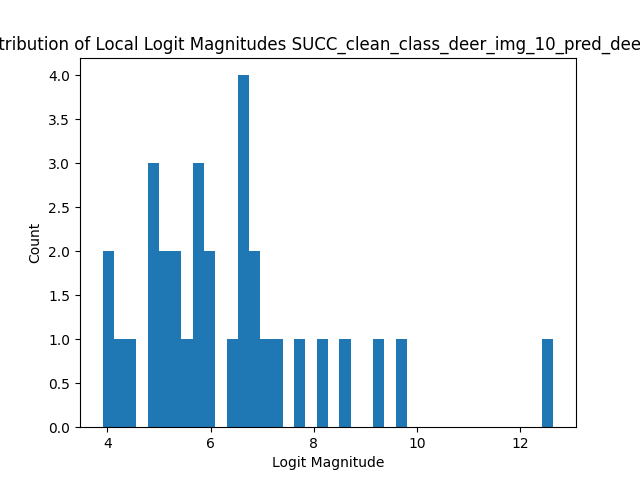 tribution of Local Logit Magnitudes SUCC_clean_class_deer_img_10_pred_dee
4.0
3.5
3.0
2.5
2.0
1.5
1.0
0.5
0.0
Count
4 6 8 10 12
Logit Magnitude